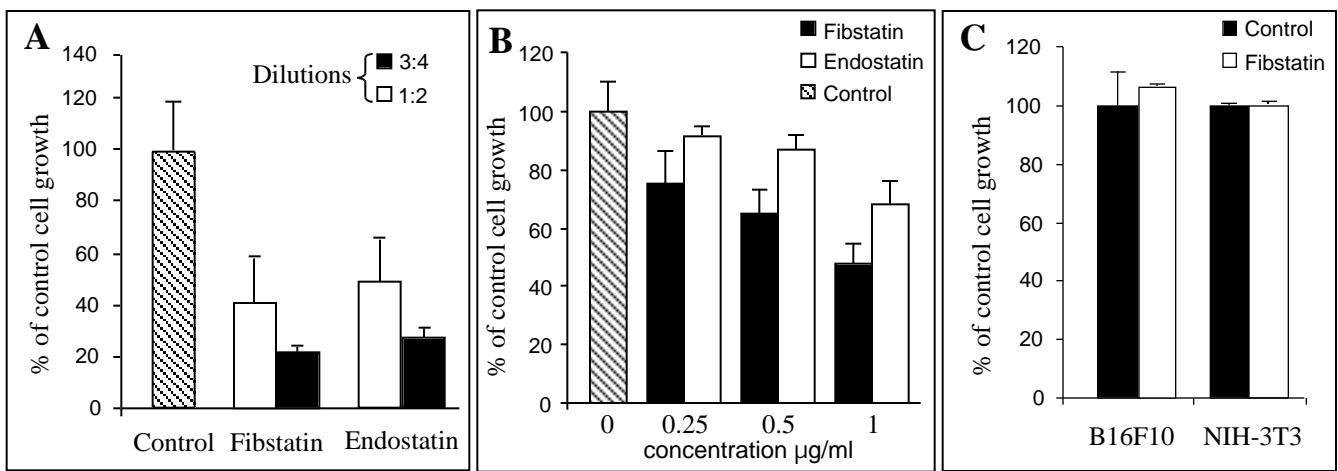 A
% of control cell growth
140
120
100
80
60
40
20
0
Dilutions
3:4
1:2
Control Fibstatin Endostatin
B
% of control cell growth
120
100
80
60
40
20
0
Fibstatin
Endostatin
Control
0 0.25 0.5 1
concentration µg/ml
C
% of control cell growth
120
100
80
60
40
20
0
Control
Fibstatin
B16F10 NIH-3T3